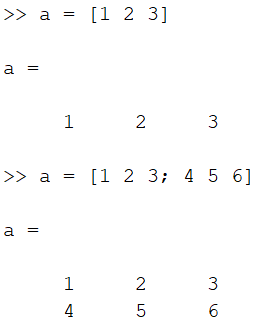 >> a = [1 2 3]
a =
1 2 3
>> a = [1 2 3; 4 5 6]
a =
1 2 3
4 5 6